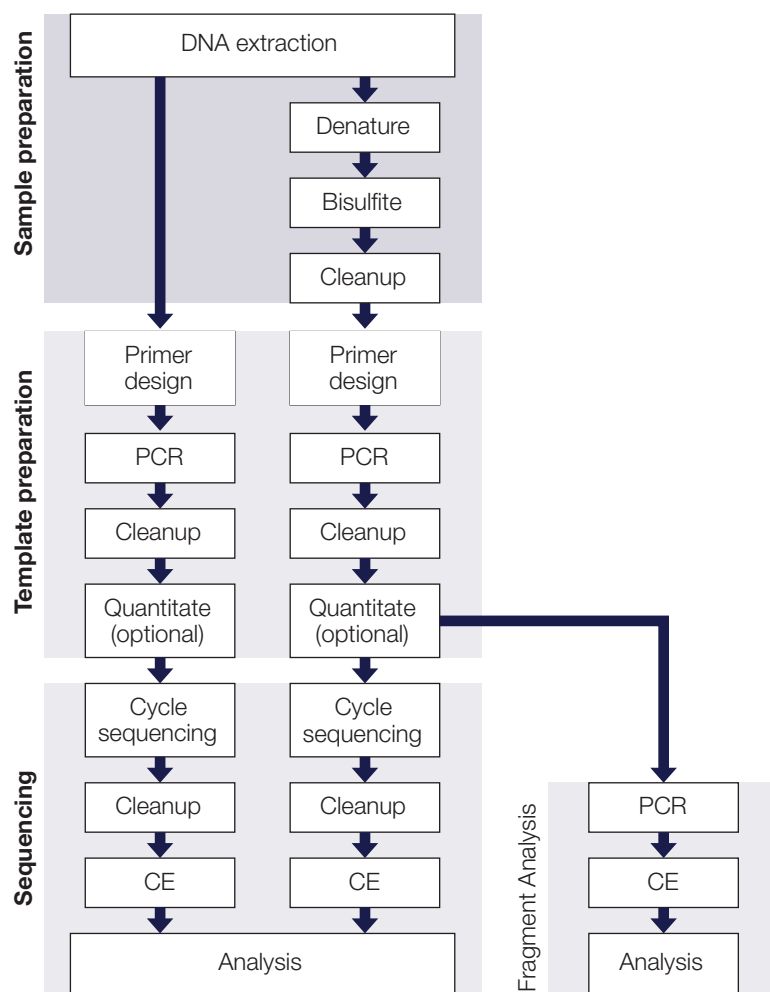 Sample preparation
DNA extraction
Denature
Bisulfite
Cleanup
Template preparation
Primer
design
Primer
design
PCR
PCR
Cleanup
Cleanup
Quantitate
(optional)
Quantitate
(optional)
Sequencing
Cycle
sequencing
Cycle
sequencing
Cleanup
Cleanup
CE
CE
Analysis
Fragment Analysis
PCR
CE
Analysis